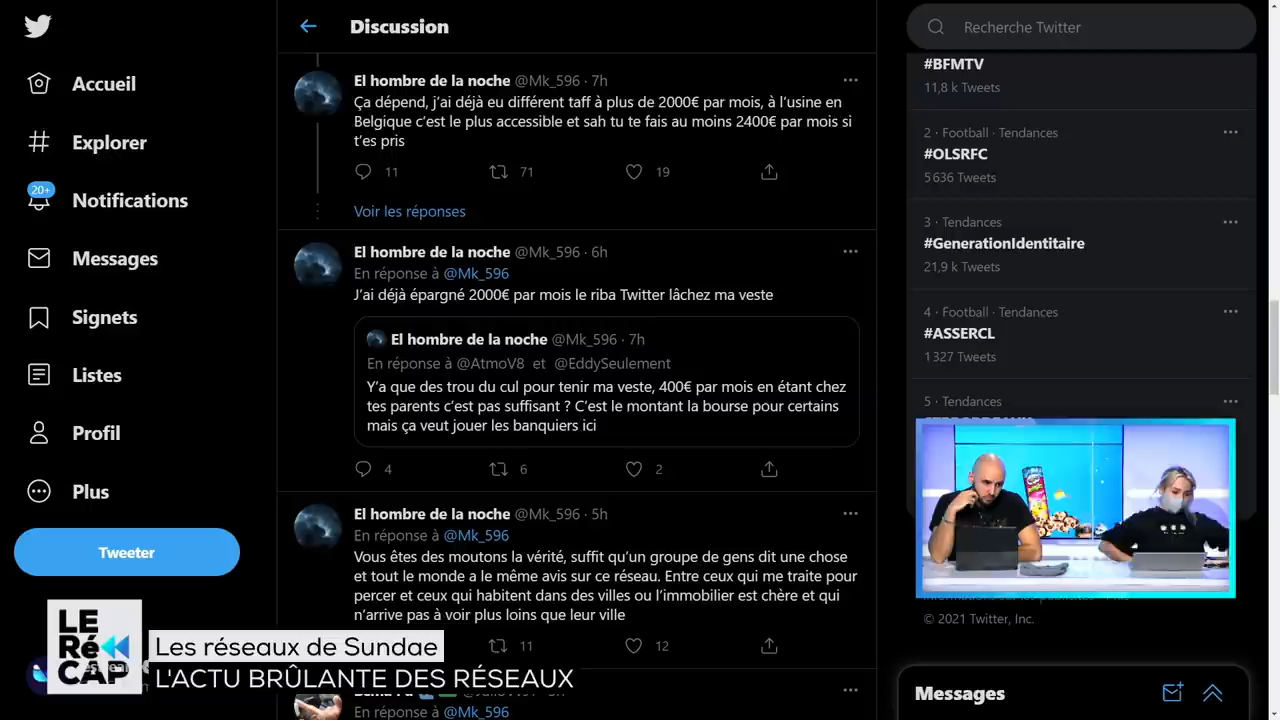 Accueil
Explorer
20+
Notifications
Messages
Signets
Listes
Profil
Plus
Tweeter
Discussion
El hombre de la noche @Mk_596 · 7h
Ça dépend, j'ai déjà eu différent taff à plus de 2000€ par mois, à l'usine en
Belgique c'est le plus accessible et sah tu te fais au moins 2400€ par mois si
t'es pris
11 71 19
Voir les réponses
El hombre de la noche @Mk_596 · 6h
En réponse à @Mk_596
J'ai déjà épargné 2000€ par mois le riba Twitter lâchez ma veste
El hombre de la noche @Mk_596 · 7h
En réponse à @AtmoV8 et @EddySeulement
Y'a que des trou du cul pour tenir ma veste, 400€ par mois en étant chez
tes parents c'est pas suffisant ? C'est le montant la bourse pour certains
mais ça veut jouer les banquiers ici
4 6 2
El hombre de la noche @Mk_596 · 5h
En réponse à @Mk_596
Vous êtes des moutons la vérité, suffit qu'un groupe de gens dit une chose
et tout le monde a le même avis sur ce réseau. Entre ceux qui me traite pour
percer et ceux qui habitent dans des villes ou l'immobilier est chère et qui
n'arrive pas à voir plus loins que leur ville
11 12
En réponse à @Mk_596
Recherche Twitter
#BFMTV
11,8 k Tweets
2 · Football · Tendances
#OLSRFC
5 636 Tweets
3 · Tendances
#GenerationIdentitaire
21,9 k Tweets
4 · Football · Tendances
#ASSERCL
1 327 Tweets
5 · Tendances
© 2021 Twitter, Inc.
Messages
LE
Ré
CAP
Les réseaux de Sundae
L'ACTU BRÛLANTE DES RÉSEAUX